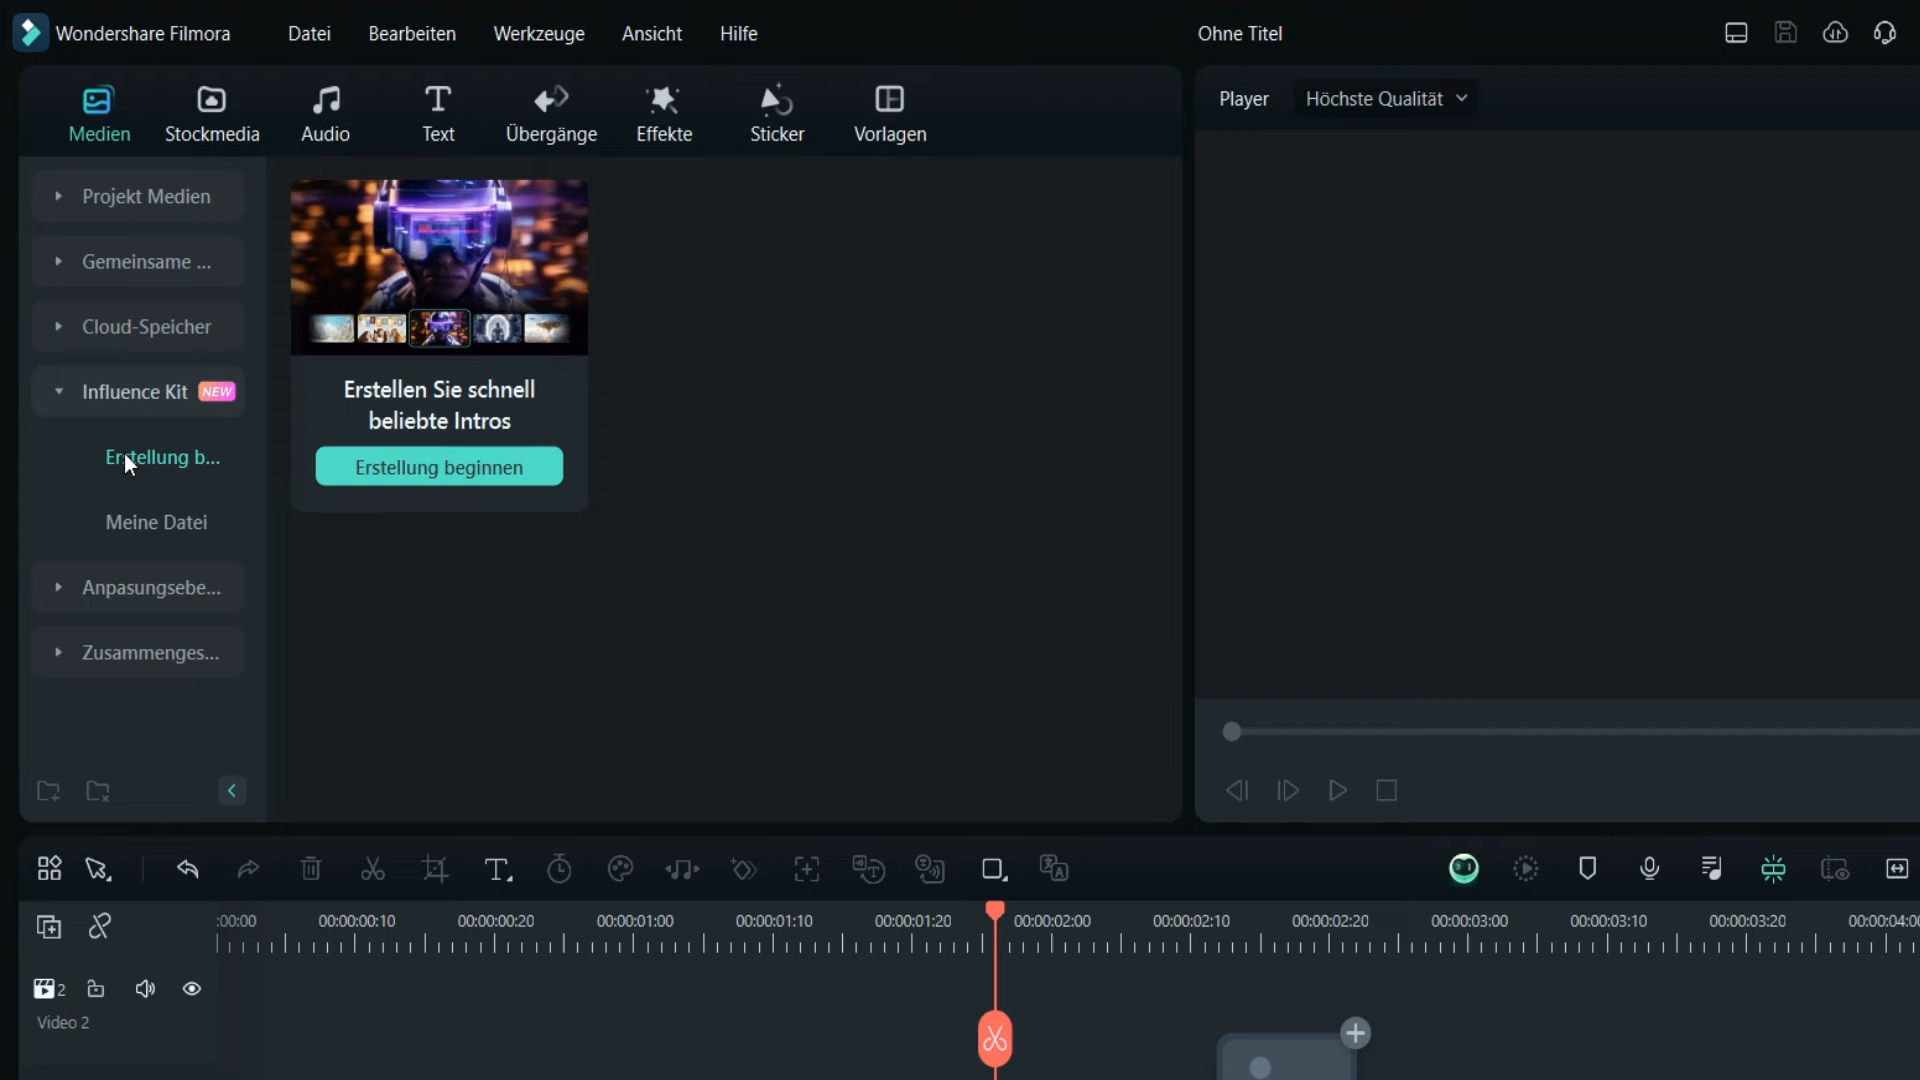 Wondershare Filmora Datei Bearbeiten Werkzeuge Ansicht Hilfe Ohne Titel
Medien Stockmedia Audio Text Übergänge Effekte Sticker Vorlagen
Player Höchste Qualität
Projekt Medien
Gemeinsame ...
Cloud-Speicher
Influence Kit NEW
Erstellung b...
Meine Datei
Anpasungsebe...
Zusammenges...
Erstellen Sie schnell
beliebte Intros
Erstellung beginnen
:00:00 00:00:00:10 00:00:00:20 00:00:01:00 00:00:01:10 00:00:01:20 00:00:02:00 00:00:02:10 00:00:02:20 00:00:03:00 00:00:03:10 00:00:03:20 00:00:04:00
2
Video 2